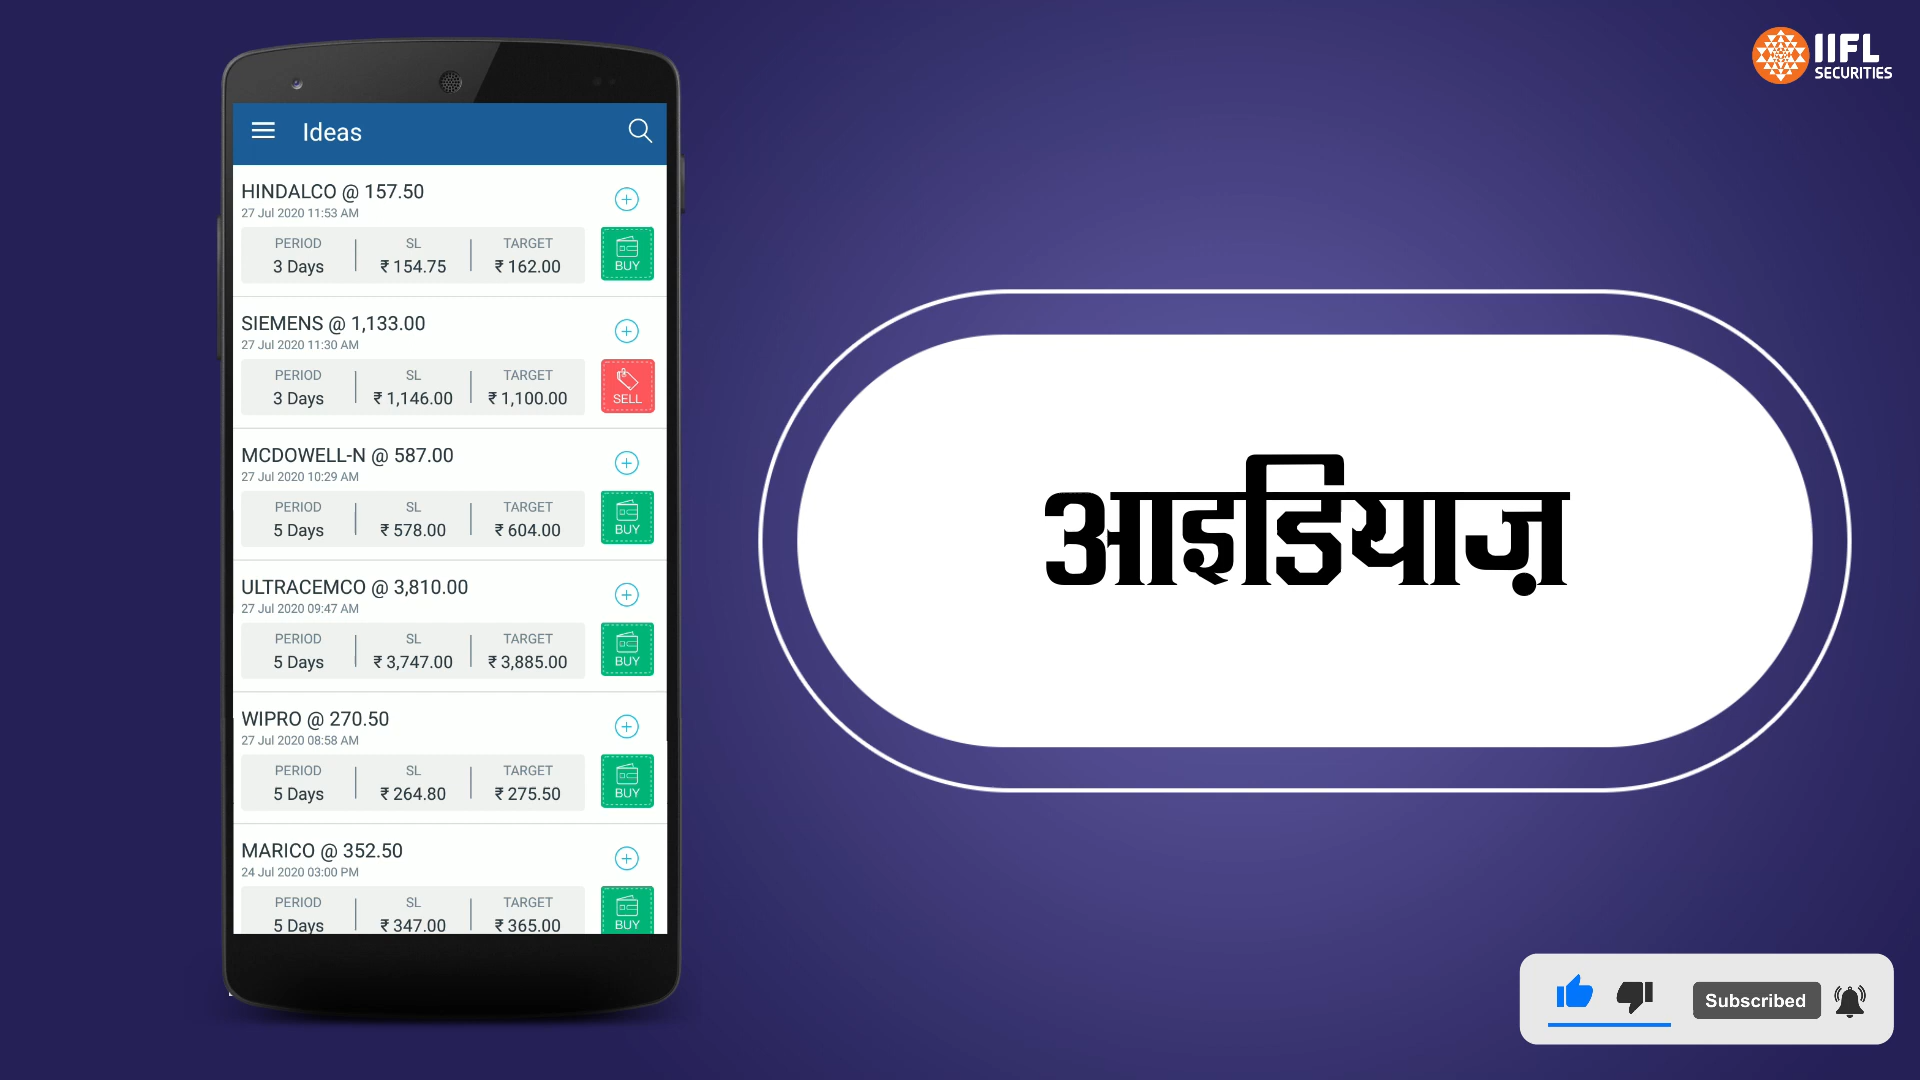 IIFL
SECURITIES
Ideas
HINDALCO @ 157.50
27 Jul 2020 11:53 AM
PERIOD SL TARGET
3 Days ₹ 154.75 ₹ 162.00
BUY
SIEMENS @ 1,133.00
27 Jul 2020 11:30 AM
PERIOD SL TARGET
3 Days ₹ 1,146.00 ₹ 1,100.00
SELL
MCDOWELL-N @ 587.00
27 Jul 2020 10:29 AM
PERIOD SL TARGET
5 Days ₹ 578.00 ₹ 604.00
BUY
ULTRACEMCO @ 3,810.00
27 Jul 2020 09:47 AM
PERIOD SL TARGET
5 Days ₹ 3,747.00 ₹ 3,885.00
BUY
WIPRO @ 270.50
27 Jul 2020 08:58 AM
PERIOD SL TARGET
5 Days ₹ 264.80 ₹ 275.50
BUY
MARICO @ 352.50
24 Jul 2020 03:00 PM
PERIOD SL TARGET
5 Days ₹ 347.00 ₹ 365.00
BUY
आइडियाज़
Subscribed